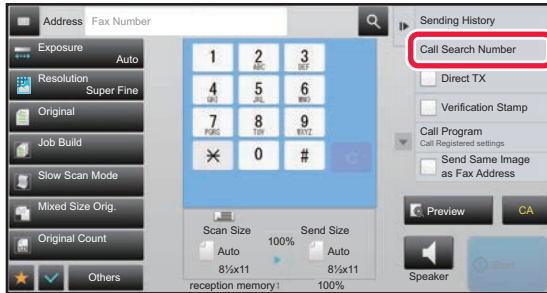 Address Fax Number
Exposure
Auto
Resolution
Super Fine
Original
Job Build
Slow Scan Mode
Mixed Size Orig.
Original Count
Others
1
2
ABC
3
DEF
4
GHI
5
JKL
6
MNO
7
PQRS
8
TUV
9
WXYZ
0
#
C
Scan Size
100%
Send Size
Auto
Auto
8½x11
8½x11
reception memory:
100%
Sending History
Call Search Number
Direct TX
Verification Stamp
Call Program
Call Registered settings
Send Same Image
as Fax Address
Preview
CA
Speaker
Start